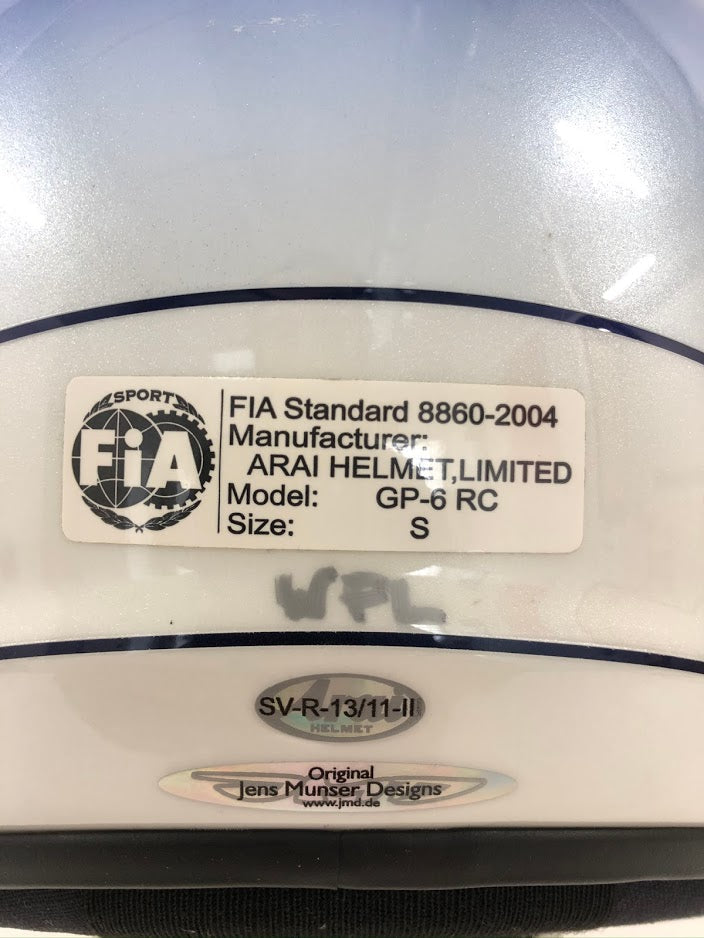 SPORT
FiA
FIA Standard 8860-2004
Manufacturer:
ARAI HELMET,LIMITED
Model: GP-6 RC
Size: S
WPL
Arai
SV-R-13/11-II
HELMET
Original
Jens Munser Designs
www.jmd.de